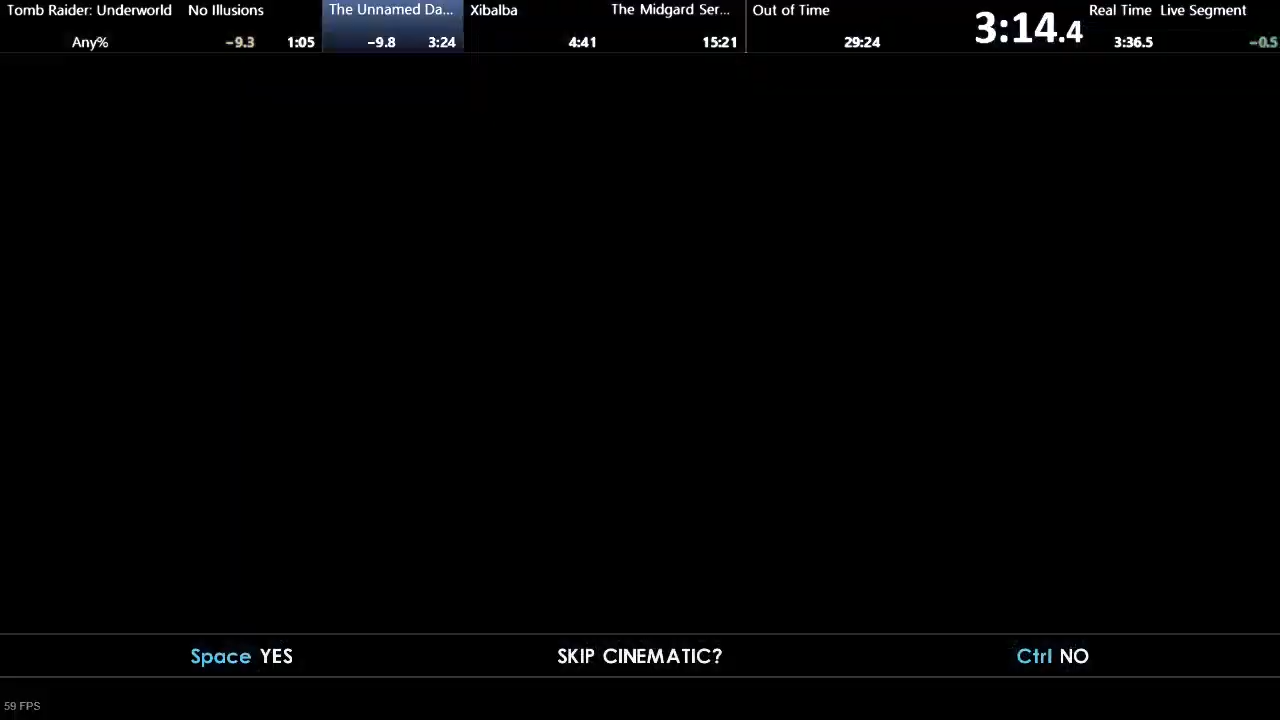 Tomb Raider: Underworld No Illusions The Unnamed Da... Xibalba The Midgard Ser... Out of Time 3:14.4 Real Time Live Segment
Any% −9.3 1:05 −9.8 3:24 4:41 15:21 29:24 3:36.5 −0.5
Space YES SKIP CINEMATIC? Ctrl NO
59 FPS